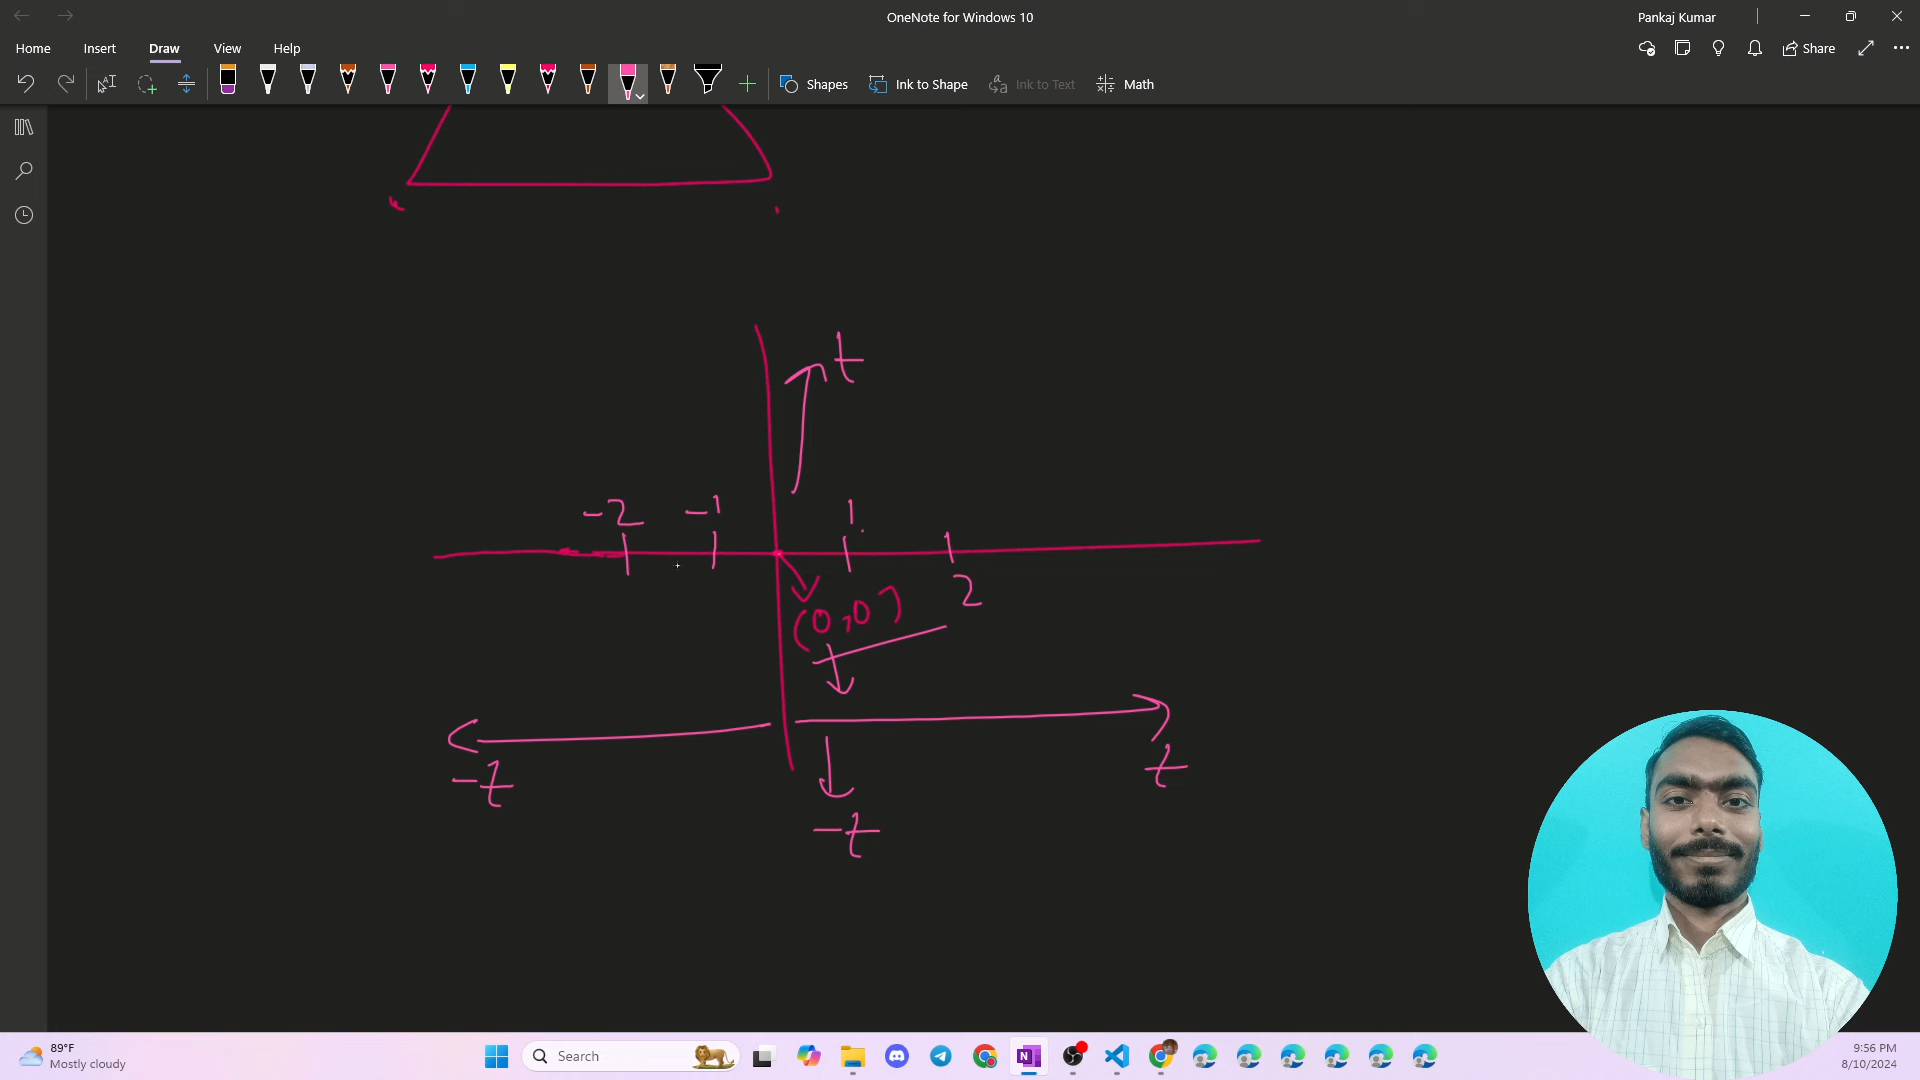 OneNote for Windows 10
Pankaj Kumar
Home Insert Draw View Help
Share
Shapes Ink to Shape Ink to Text Math
t
-2 -1 1
2
(0,0)
-t t
-t
89°F
Mostly cloudy
Search
9:56 PM
8/10/2024